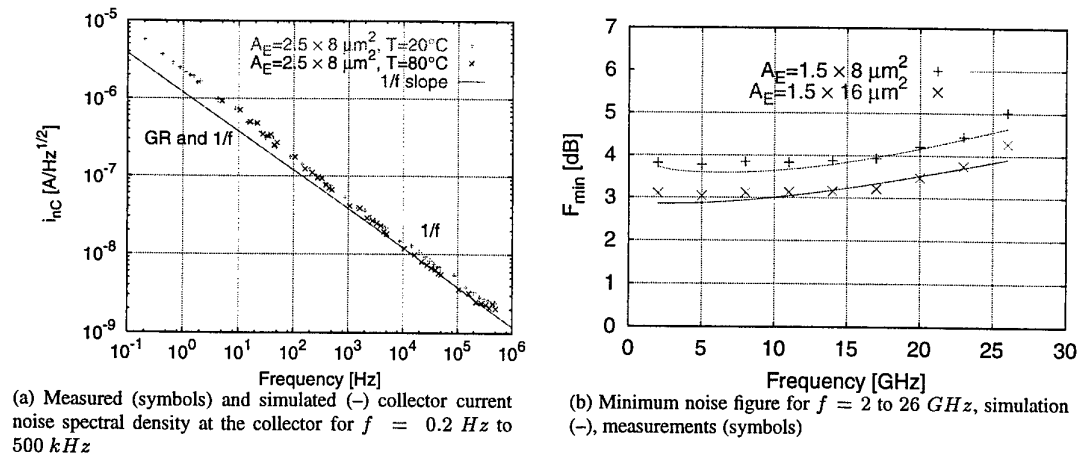 10^-5
10^-6
10^-7
10^-8
10^-9
i_nC [A/Hz^1/2]
A_E=2.5 × 8 μm^2, T=20°C
A_E=2.5 × 8 μm^2, T=80°C
1/f slope
GR and 1/f
1/f
10^-1 10^0 10^1 10^2 10^3 10^4 10^5 10^6
Frequency [Hz]
(a) Measured (symbols) and simulated (–) collector current
noise spectral density at the collector for f = 0.2 Hz to
500 kHz
7
6
5
4
3
2
1
0
F_min [dB]
A_E=1.5 × 8 μm^2
A_E=1.5 × 16 μm^2
0 5 10 15 20 25 30
Frequency [GHz]
(b) Minimum noise figure for f = 2 to 26 GHz, simulation
(–), measurements (symbols)